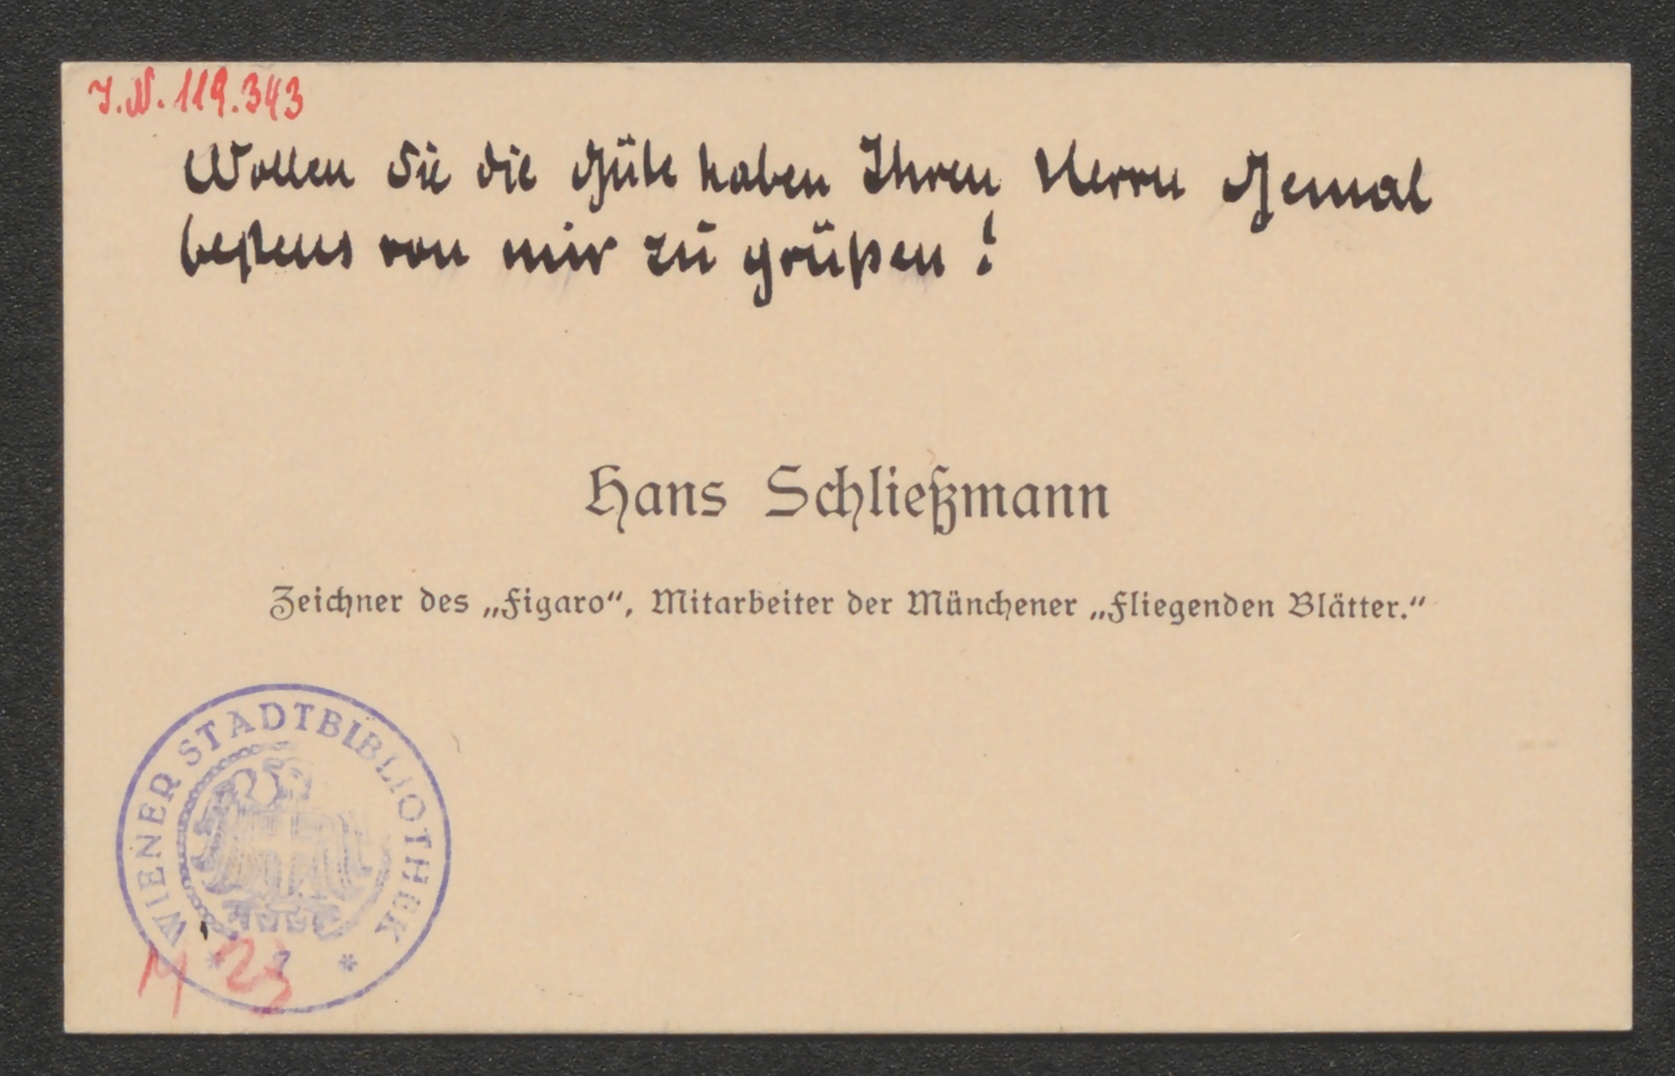 I.N. 119.343
Wollen Sie die Güte haben Ihren Herrn Gemal
bestens von mir zu grüßen!
Hans Schließmann
Zeichner des „Figaro“, Mitarbeiter der Münchener „Fliegenden Blätter.“
WIENER STADTBIBLIOTHEK
23